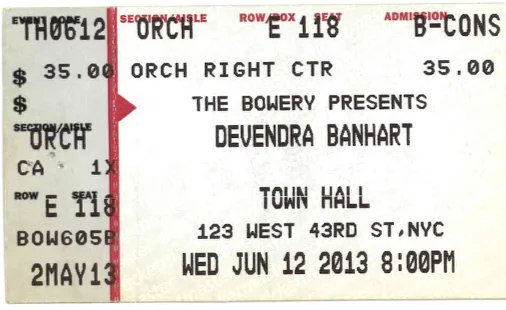 EVENT CODE SECTION/AISLE ROW/BOX SEAT ADMISSION
TH0612 ORCH E 118 B-CONS
$ 35.00 ORCH RIGHT CTR 35.00
$ THE BOWERY PRESENTS
SECTION/AISLE
ORCH DEVENDRA BANHART
CA 1X
ROW SEAT
E 118 TOWN HALL
BOW605B 123 WEST 43RD ST,NYC
2MAY13 WED JUN 12 2013 8:00PM